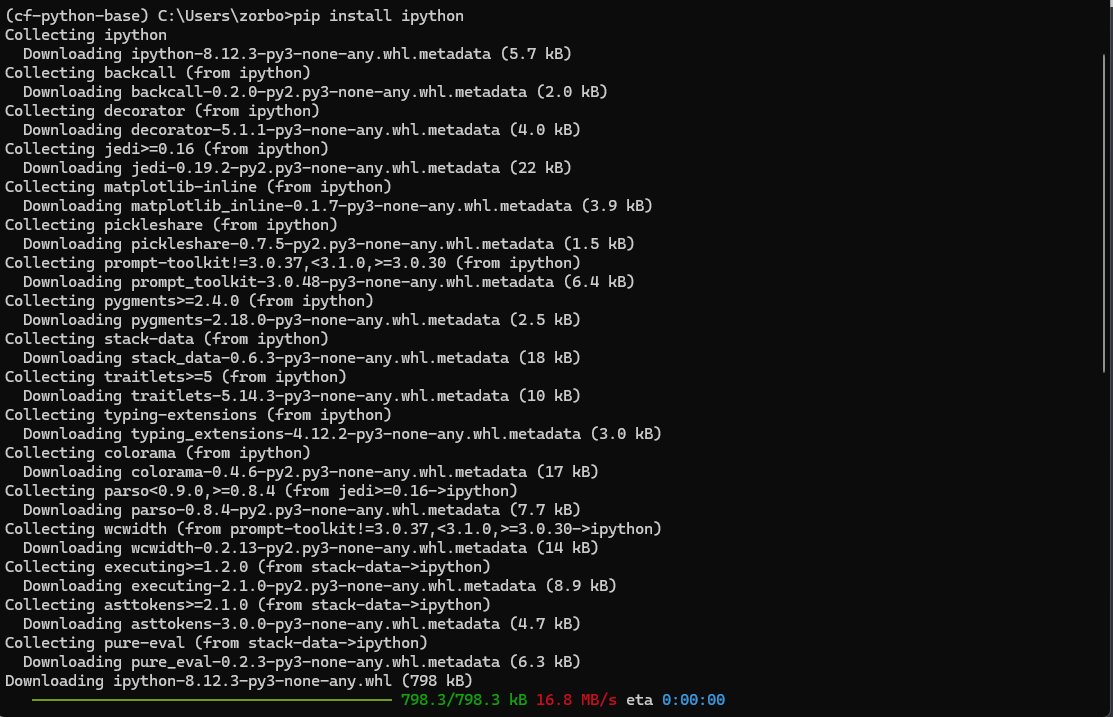 (cf-python-base) C:\Users\zorbo>pip install ipython
Collecting ipython
  Downloading ipython-8.12.3-py3-none-any.whl.metadata (5.7 kB)
Collecting backcall (from ipython)
  Downloading backcall-0.2.0-py2.py3-none-any.whl.metadata (2.0 kB)
Collecting decorator (from ipython)
  Downloading decorator-5.1.1-py3-none-any.whl.metadata (4.0 kB)
Collecting jedi>=0.16 (from ipython)
  Downloading jedi-0.19.2-py2.py3-none-any.whl.metadata (22 kB)
Collecting matplotlib-inline (from ipython)
  Downloading matplotlib_inline-0.1.7-py3-none-any.whl.metadata (3.9 kB)
Collecting pickleshare (from ipython)
  Downloading pickleshare-0.7.5-py2.py3-none-any.whl.metadata (1.5 kB)
Collecting prompt-toolkit!=3.0.37,<3.1.0,>=3.0.30 (from ipython)
  Downloading prompt_toolkit-3.0.48-py3-none-any.whl.metadata (6.4 kB)
Collecting pygments>=2.4.0 (from ipython)
  Downloading pygments-2.18.0-py3-none-any.whl.metadata (2.5 kB)
Collecting stack-data (from ipython)
  Downloading stack_data-0.6.3-py3-none-any.whl.metadata (18 kB)
Collecting traitlets>=5 (from ipython)
  Downloading traitlets-5.14.3-py3-none-any.whl.metadata (10 kB)
Collecting typing-extensions (from ipython)
  Downloading typing_extensions-4.12.2-py3-none-any.whl.metadata (3.0 kB)
Collecting colorama (from ipython)
  Downloading colorama-0.4.6-py2.py3-none-any.whl.metadata (17 kB)
Collecting parso<0.9.0,>=0.8.4 (from jedi>=0.16->ipython)
  Downloading parso-0.8.4-py2.py3-none-any.whl.metadata (7.7 kB)
Collecting wcwidth (from prompt-toolkit!=3.0.37,<3.1.0,>=3.0.30->ipython)
  Downloading wcwidth-0.2.13-py2.py3-none-any.whl.metadata (14 kB)
Collecting executing>=1.2.0 (from stack-data->ipython)
  Downloading executing-2.1.0-py2.py3-none-any.whl.metadata (8.9 kB)
Collecting asttokens>=2.1.0 (from stack-data->ipython)
  Downloading asttokens-3.0.0-py3-none-any.whl.metadata (4.7 kB)
Collecting pure-eval (from stack-data->ipython)
  Downloading pure_eval-0.2.3-py3-none-any.whl.metadata (6.3 kB)
Downloading ipython-8.12.3-py3-none-any.whl (798 kB)
798.3/798.3 kB 16.8 MB/s eta 0:00:00